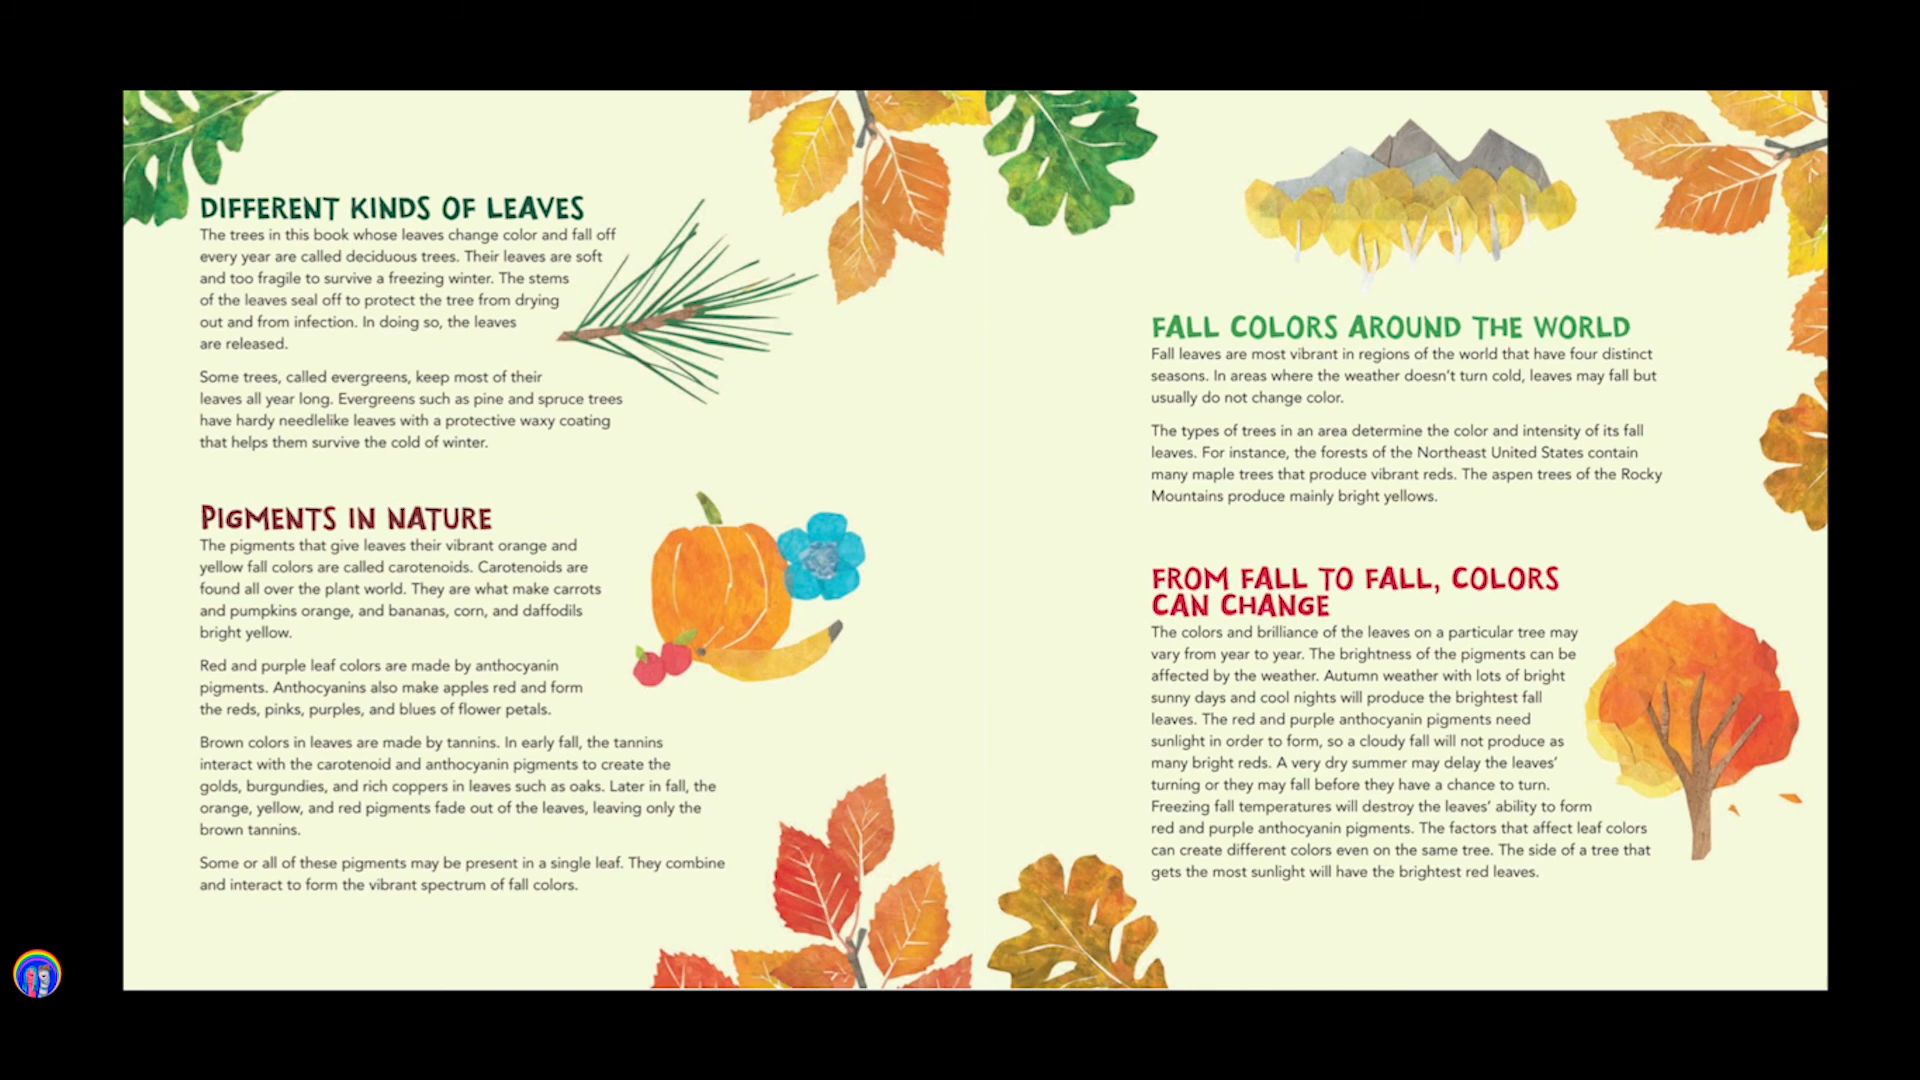 DIFFERENT KINDS OF LEAVES
The trees in this book whose leaves change color and fall off
every year are called deciduous trees. Their leaves are soft
and too fragile to survive a freezing winter. The stems
of the leaves seal off to protect the tree from drying
out and from infection. In doing so, the leaves
are released.
Some trees, called evergreens, keep most of their
leaves all year long. Evergreens such as pine and spruce trees
have hardy needlelike leaves with a protective waxy coating
that helps them survive the cold of winter.
PIGMENTS IN NATURE
The pigments that give leaves their vibrant orange and
yellow fall colors are called carotenoids. Carotenoids are
found all over the plant world. They are what make carrots
and pumpkins orange, and bananas, corn, and daffodils
bright yellow.
Red and purple leaf colors are made by anthocyanin
pigments. Anthocyanins also make apples red and form
the reds, pinks, purples, and blues of flower petals.
Brown colors in leaves are made by tannins. In early fall, the tannins
interact with the carotenoid and anthocyanin pigments to create the
golds, burgundies, and rich coppers in leaves such as oaks. Later in fall, the
orange, yellow, and red pigments fade out of the leaves, leaving only the
brown tannins.
Some or all of these pigments may be present in a single leaf. They combine
and interact to form the vibrant spectrum of fall colors.
FALL COLORS AROUND THE WORLD
Fall leaves are most vibrant in regions of the world that have four distinct
seasons. In areas where the weather doesn't turn cold, leaves may fall but
usually do not change color.
The types of trees in an area determine the color and intensity of its fall
leaves. For instance, the forests of the Northeast United States contain
many maple trees that produce vibrant reds. The aspen trees of the Rocky
Mountains produce mainly bright yellows.
FROM FALL TO FALL, COLORS
CAN CHANGE
The colors and brilliance of the leaves on a particular tree may
vary from year to year. The brightness of the pigments can be
affected by the weather. Autumn weather with lots of bright
sunny days and cool nights will produce the brightest fall
leaves. The red and purple anthocyanin pigments need
sunlight in order to form, so a cloudy fall will not produce as
many bright reds. A very dry summer may delay the leaves'
turning or they may fall before they have a chance to turn.
Freezing fall temperatures will destroy the leaves' ability to form
red and purple anthocyanin pigments. The factors that affect leaf colors
can create different colors even on the same tree. The side of a tree that
gets the most sunlight will have the brightest red leaves.